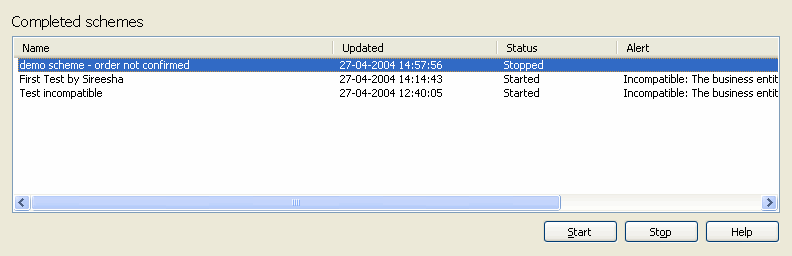 Completed schemes
Name Updated Status Alert
demo scheme - order not confirmed 27-04-2004 14:57:56 Stopped
First Test by Sireesha 27-04-2004 14:14:43 Started Incompatible: The business entit
Test incompatible 27-04-2004 12:40:05 Started Incompatible: The business entit
Start Stop Help